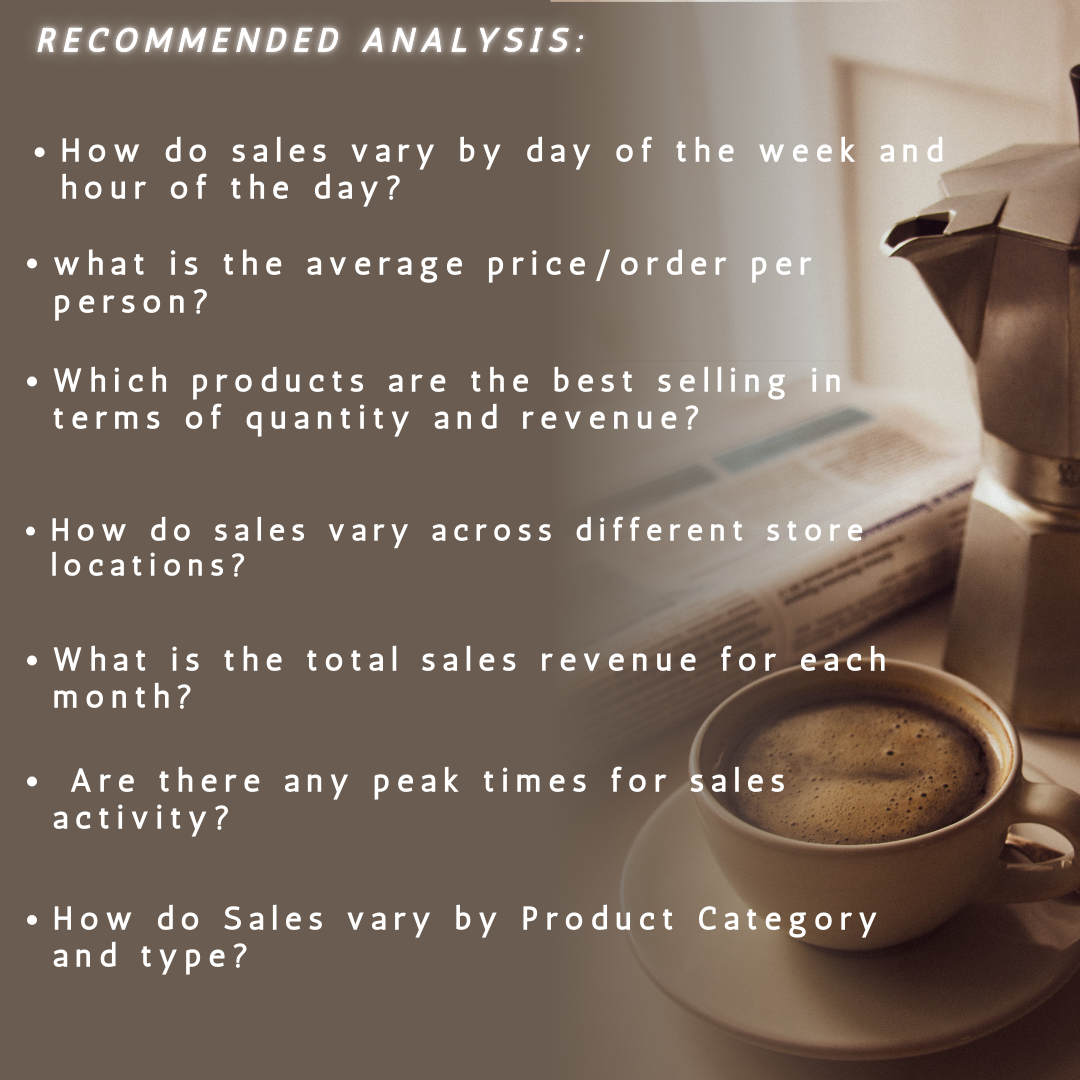 RECOMMENDED ANALYSIS:
• How do sales vary by day of the week and
hour of the day?
• what is the average price/order per
person?
• Which products are the best selling in
terms of quantity and revenue?
• How do sales vary across different store
locations?
• What is the total sales revenue for each
month?
• Are there any peak times for sales
activity?
• How do Sales vary by Product Category
and type?